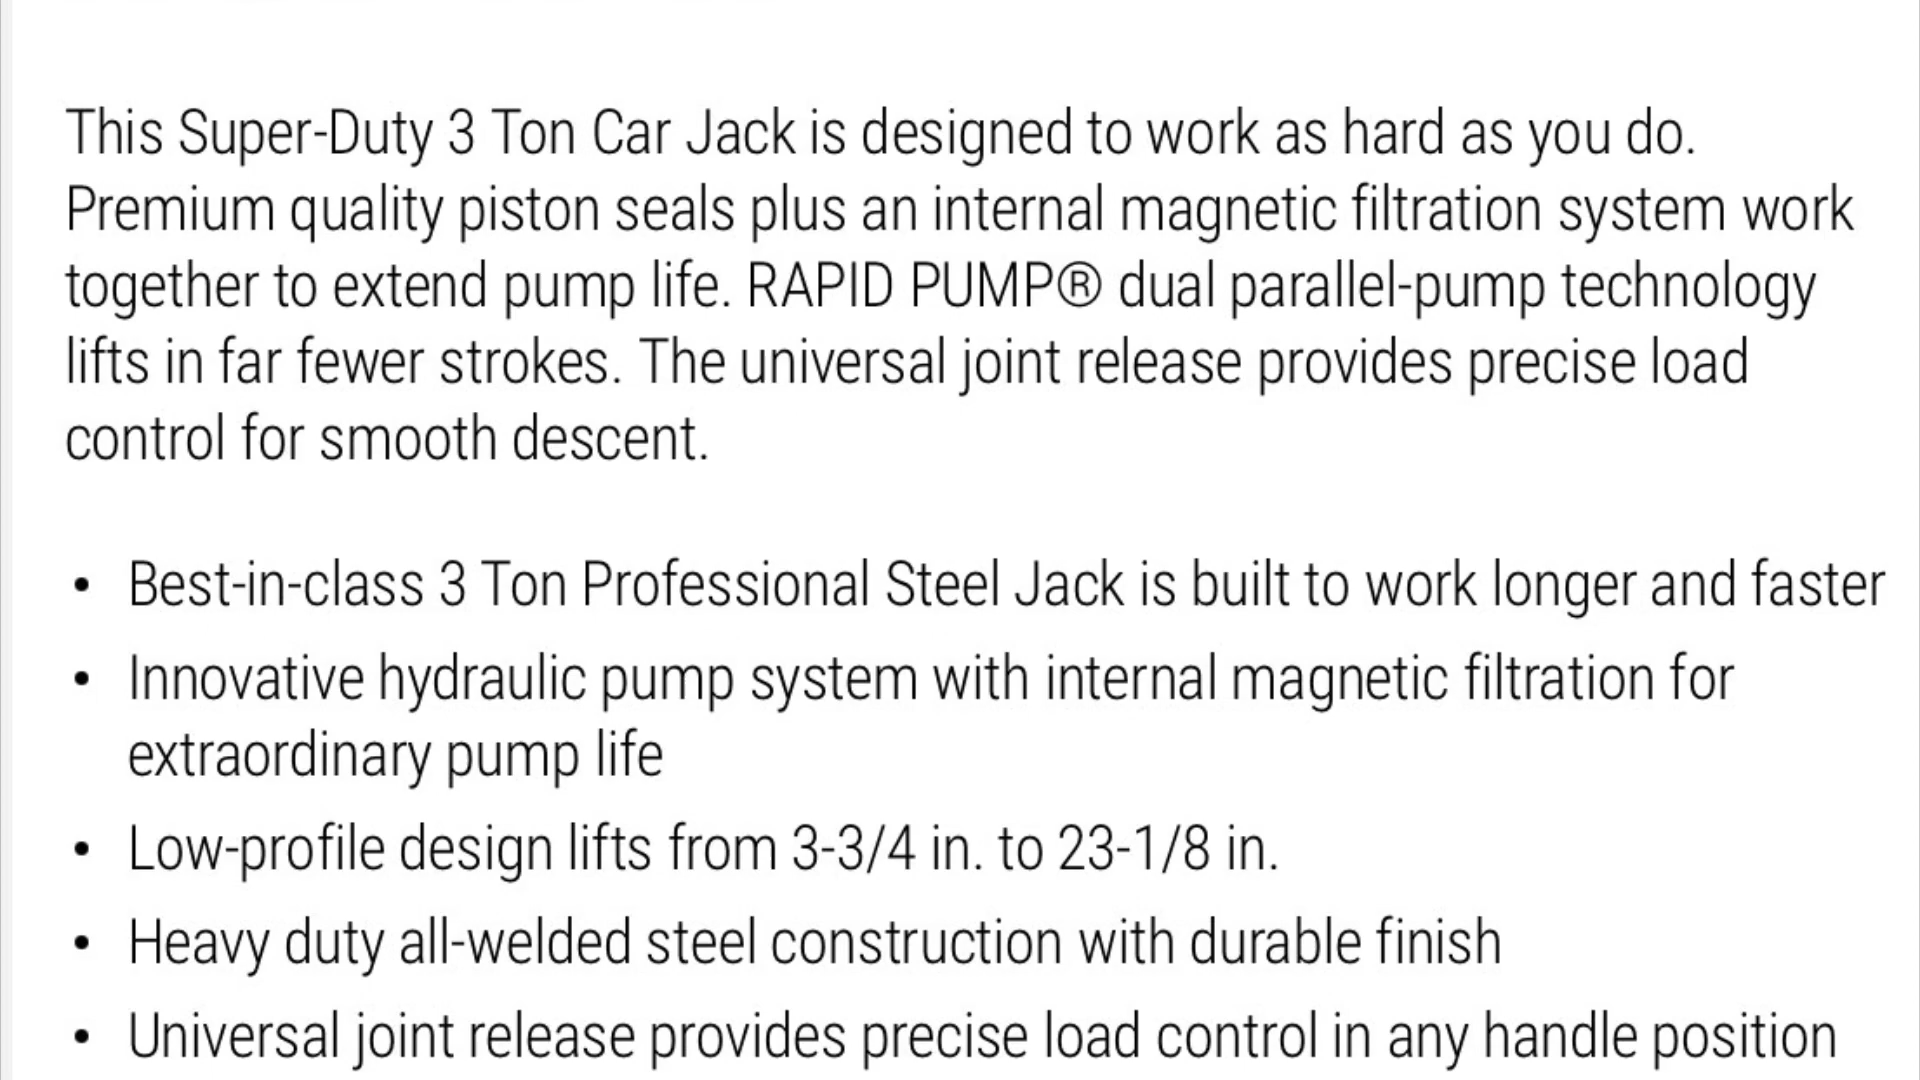 This Super-Duty 3 Ton Car Jack is designed to work as hard as you do.
Premium quality piston seals plus an internal magnetic filtration system work
together to extend pump life. RAPID PUMP® dual parallel-pump technology
lifts in far fewer strokes. The universal joint release provides precise load
control for smooth descent.
• Best-in-class 3 Ton Professional Steel Jack is built to work longer and faster
• Innovative hydraulic pump system with internal magnetic filtration for
extraordinary pump life
• Low-profile design lifts from 3-3/4 in. to 23-1/8 in.
• Heavy duty all-welded steel construction with durable finish
• Universal joint release provides precise load control in any handle position